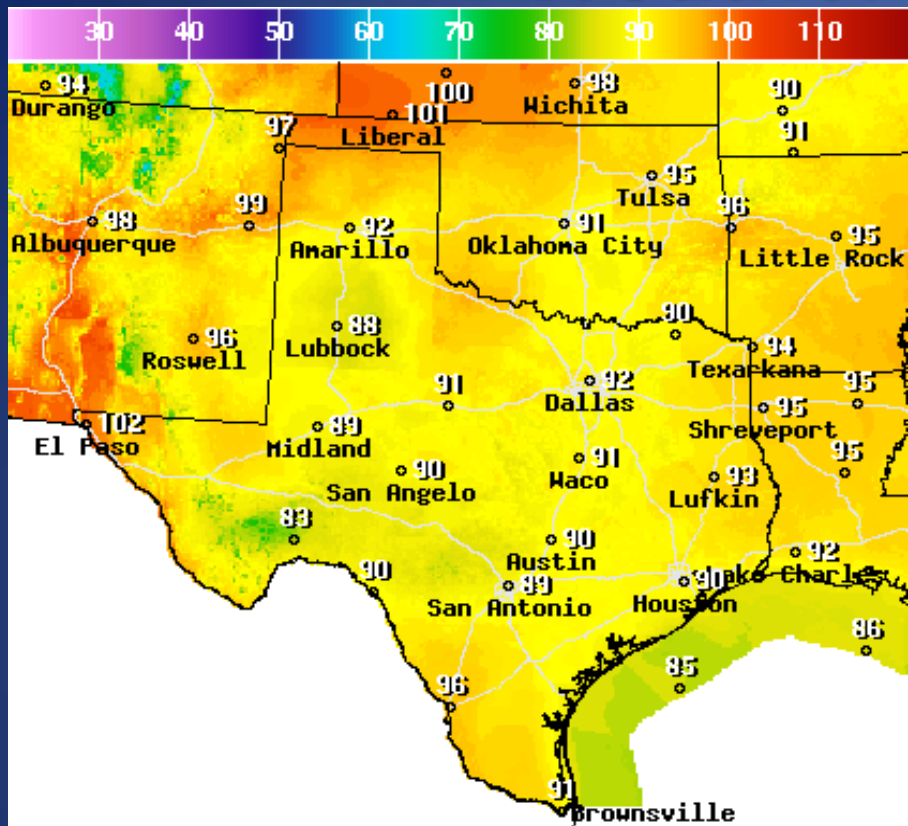 30 40 50 60 70 80 90 100 110
94
Durango
100
98
Wichita
90
101
Liberal
97
91
95
Tulsa
98
Albuquerque
99
92
Amarillo
91
Oklahoma City
96
95
Little Rock
96
Roswell
88
Lubbock
90
94
Texarkana
91
92
Dallas
95
Shreveport
95
102
El Paso
89
Midland
90
San Angelo
91
Waco
93
Lufkin
95
83
90
Austin
92
Lake Charles
90
89
San Antonio
90
Houston
85
86
96
91
Brownsville